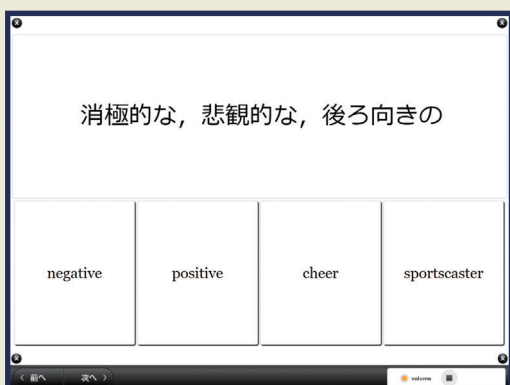 消極的な，悲観的な，後ろ向きの
negative
positive
cheer
sportscaster
前へ
次へ
volume